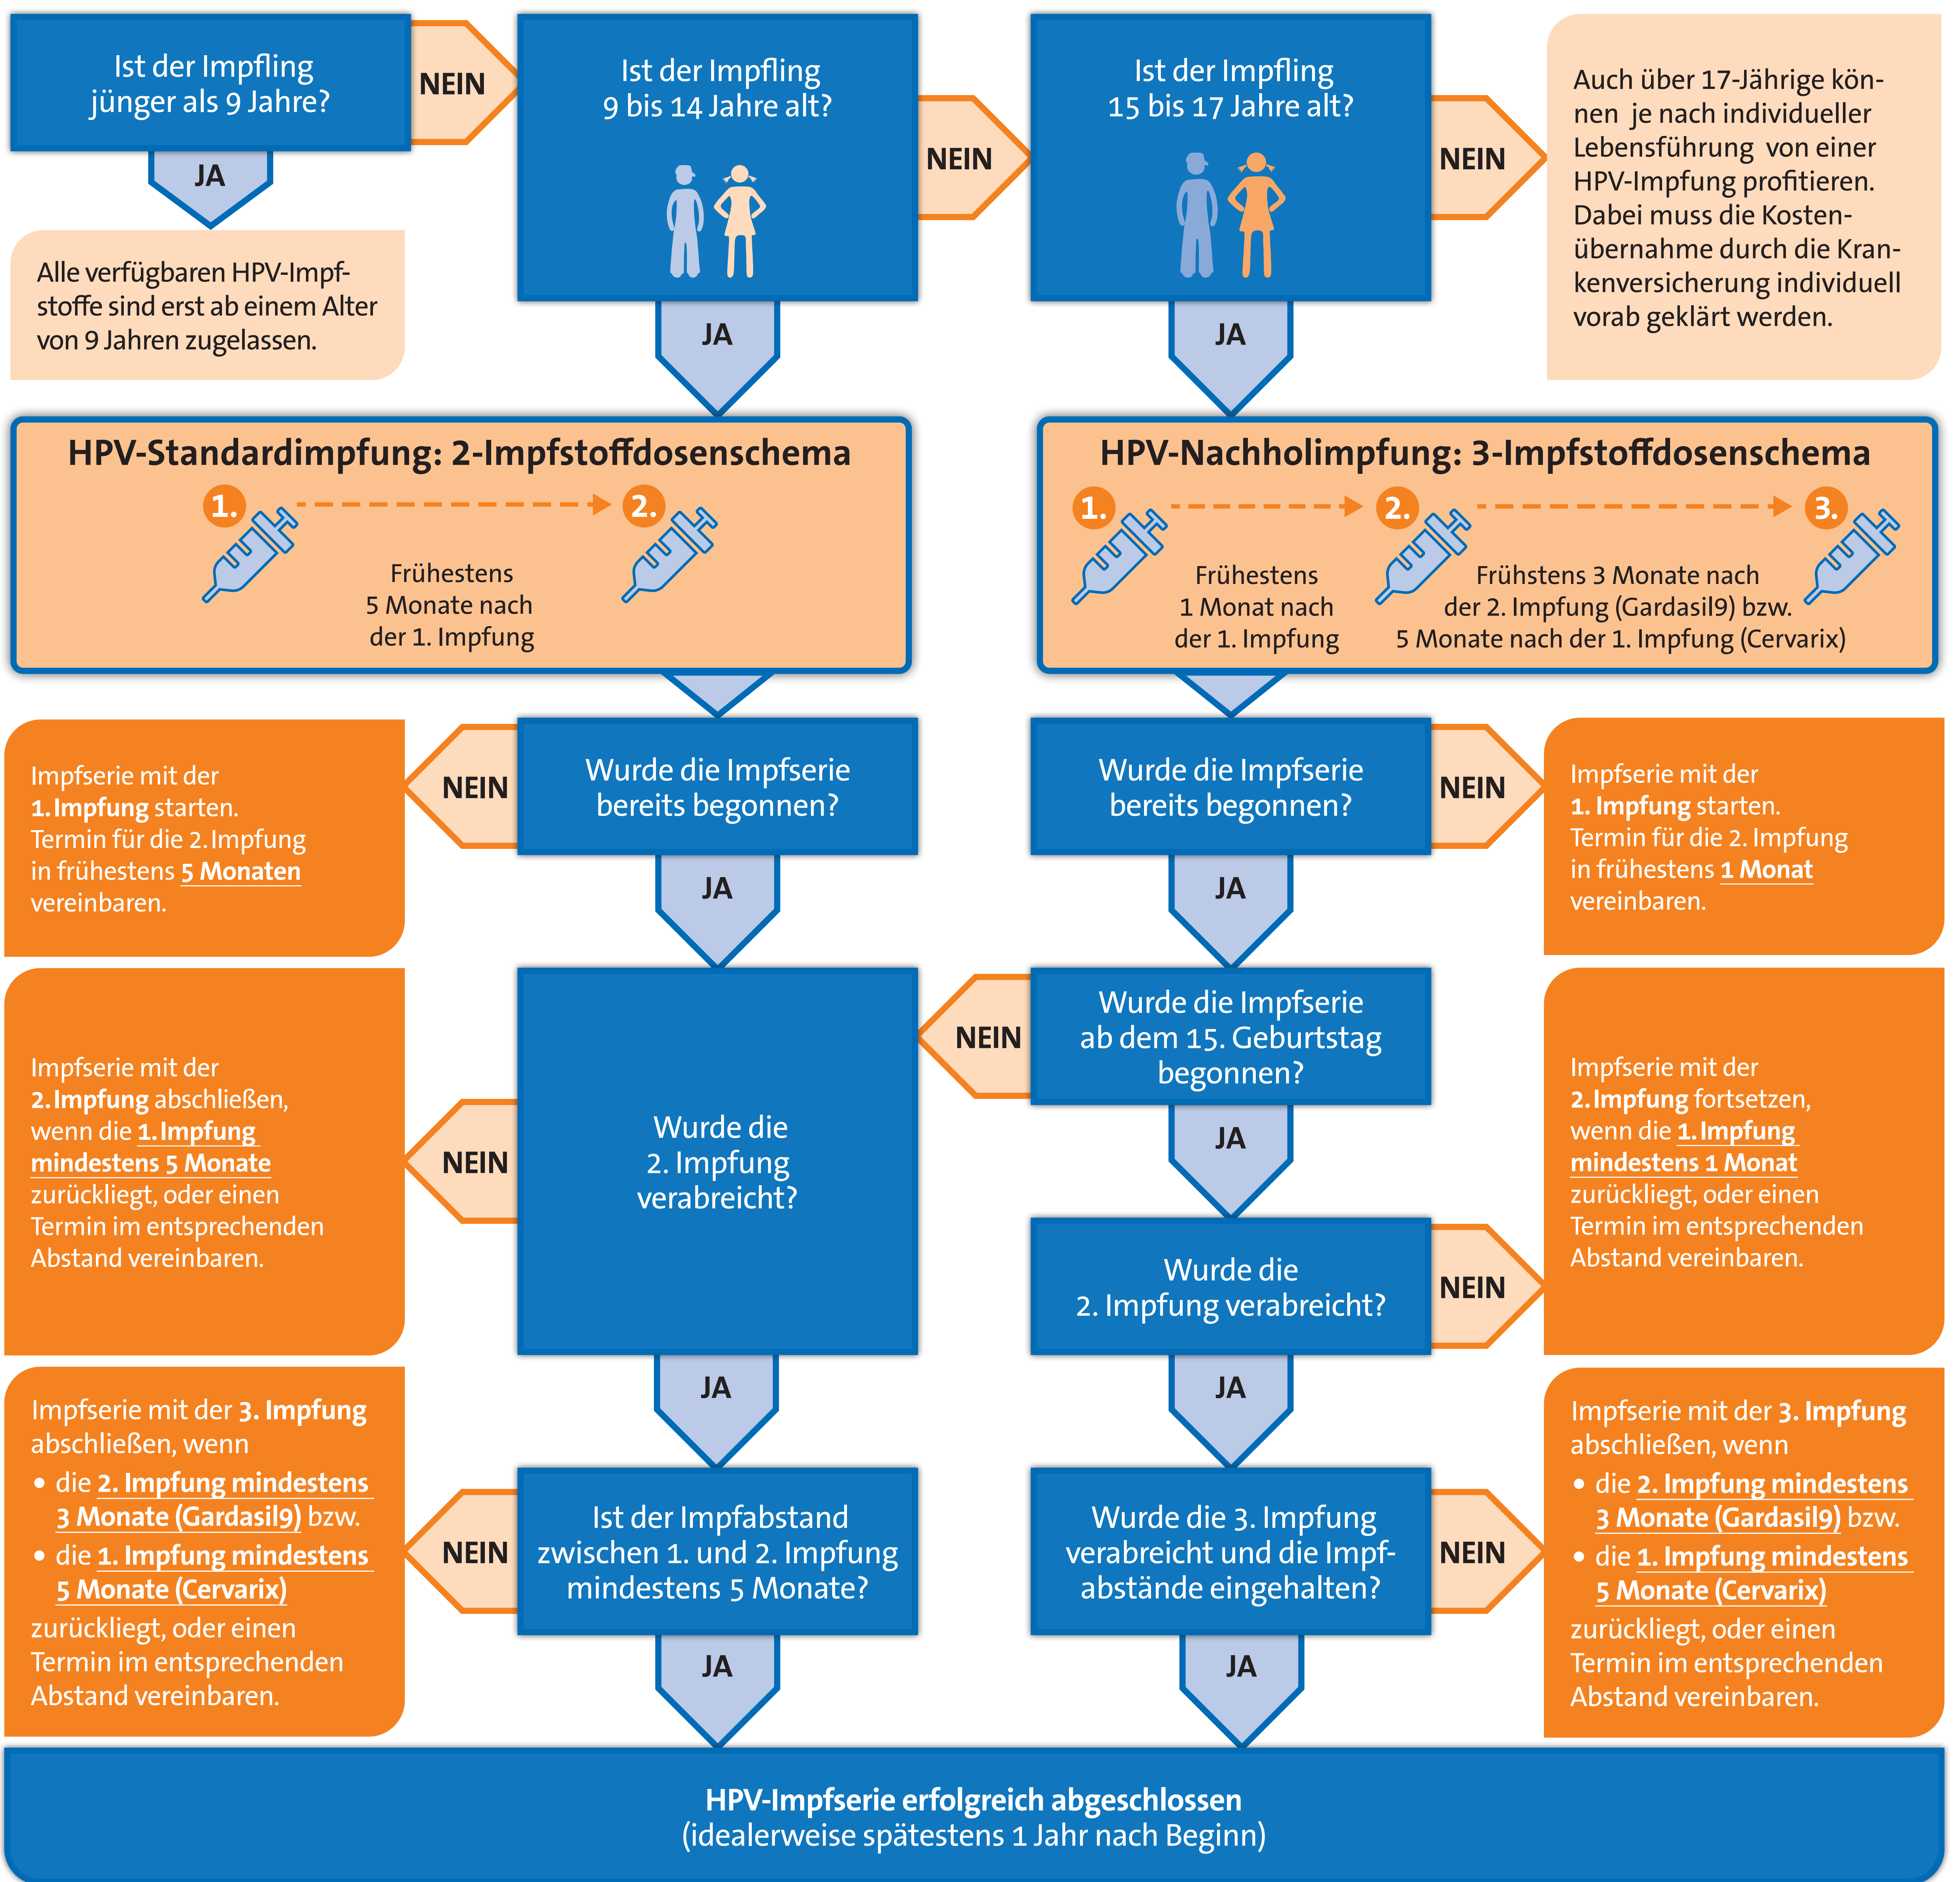 Ist der Impfling
jünger als 9 Jahre?
NEIN
JA
Alle verfügbaren HPV-Impf-
stoffe sind erst ab einem Alter
von 9 Jahren zugelassen.
Ist der Impfling
9 bis 14 Jahre alt?
NEIN
JA
Ist der Impfling
15 bis 17 Jahre alt?
NEIN
JA
Auch über 17-Jährige kön-
nen je nach individueller
Lebensführung von einer
HPV-Impfung profitieren.
Dabei muss die Kosten-
übernahme durch die Kran-
kenversicherung individuell
vorab geklärt werden.
HPV-Standardimpfung: 2-Impfstoffdosenschema
1.
2.
Frühestens
5 Monate nach
der 1. Impfung
HPV-Nachholimpfung: 3-Impfstoffdosenschema
1.
2.
3.
Frühestens
1 Monat nach
der 1. Impfung
Frühstens 3 Monate nach
der 2. Impfung (Gardasil9) bzw.
5 Monate nach der 1. Impfung (Cervarix)
Impfserie mit der
1. Impfung starten.
Termin für die 2. Impfung
in frühestens 5 Monaten
vereinbaren.
NEIN
Wurde die Impfserie
bereits begonnen?
JA
Wurde die Impfserie
bereits begonnen?
NEIN
JA
Impfserie mit der
1. Impfung starten.
Termin für die 2. Impfung
in frühestens 1 Monat
vereinbaren.
Impfserie mit der
2. Impfung abschließen,
wenn die 1. Impfung
mindestens 5 Monate
zurückliegt, oder einen
Termin im entsprechenden
Abstand vereinbaren.
NEIN
Wurde die
2. Impfung
verabreicht?
JA
NEIN
Wurde die Impfserie
ab dem 15. Geburtstag
begonnen?
JA
Wurde die
2. Impfung verabreicht?
NEIN
JA
Impfserie mit der
2. Impfung fortsetzen,
wenn die 1. Impfung
mindestens 1 Monat
zurückliegt, oder einen
Termin im entsprechenden
Abstand vereinbaren.
Impfserie mit der 3. Impfung
abschließen, wenn
• die 2. Impfung mindestens
3 Monate (Gardasil9) bzw.
• die 1. Impfung mindestens
5 Monate (Cervarix)
zurückliegt, oder einen
Termin im entsprechenden
Abstand vereinbaren.
NEIN
Ist der Impfabstand
zwischen 1. und 2. Impfung
mindestens 5 Monate?
JA
Wurde die 3. Impfung
verabreicht und die Impf-
abstände eingehalten?
NEIN
JA
Impfserie mit der 3. Impfung
abschließen, wenn
• die 2. Impfung mindestens
3 Monate (Gardasil9) bzw.
• die 1. Impfung mindestens
5 Monate (Cervarix)
zurückliegt, oder einen
Termin im entsprechenden
Abstand vereinbaren.
HPV-Impfserie erfolgreich abgeschlossen
(idealerweise spätestens 1 Jahr nach Beginn)